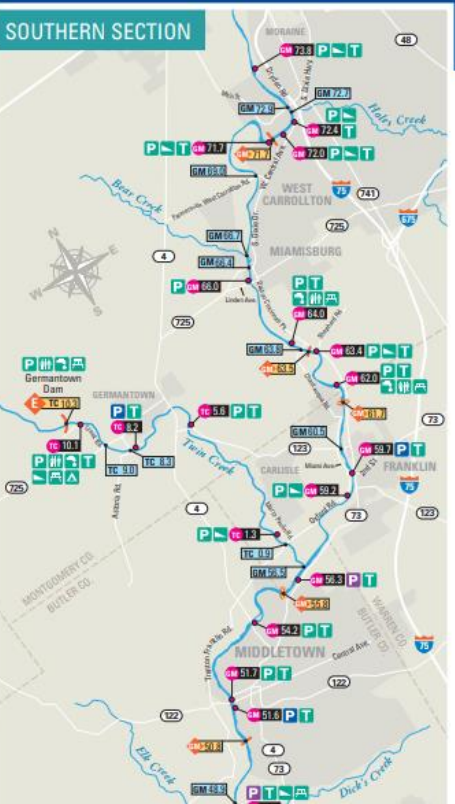 SOUTHERN SECTION
MORAINE
48
GM 73.8 P T
Dryden Rd.
S. Dixie Hwy
GM 72.7
GM 72.9
P
GM 72.4 T
Holes Creek
P T GM 71.7
GM 71.7
GM 72.0 P T
W. Central Ave.
GM 69.0
WEST
CARROLLTON
75
741
Bear Creek
Farmersville West Carrollton Rd.
675
725
S. Dixie Dr.
GM 66.7
MIAMISBURG
4
GM 66.4
N
E
S
W
P GM 66.0
Linden Ave.
P T
725
GM 64.0
GM 63.8
GM 63.4 P T
GM 63.5
P T
GM 62.0
P
Germantown
Dam
E TC 10.3
GERMANTOWN
P T
TC 8.2
TC 5.6 P T
GM 61.7
73
TC 10.1
P T
GM 60.5
123
TC 8.3
TC 9.0
Twin Creek
Miami Ave.
GM 59.7 P T
2nd St
FRANKLIN
725
CARLISLE
P GM 59.2
75
Astoria Rd.
Oxford Rd.
73
123
4
P TC 1.3
TC 0.9
MONTGOMERY CO.
BUTLER CO.
GM 56.5
GM 56.3 P T
GM 55.8
WARREN CO.
BUTLER CO.
GM 54.2 P T
75
MIDDLETOWN
Trenton Franklin Rd.
Central Ave.
GM 51.7 P T
122
122
GM 51.6 P T
GM 50.8
4
73
Elk Creek
Dick's Creek
GM 48.9
P T